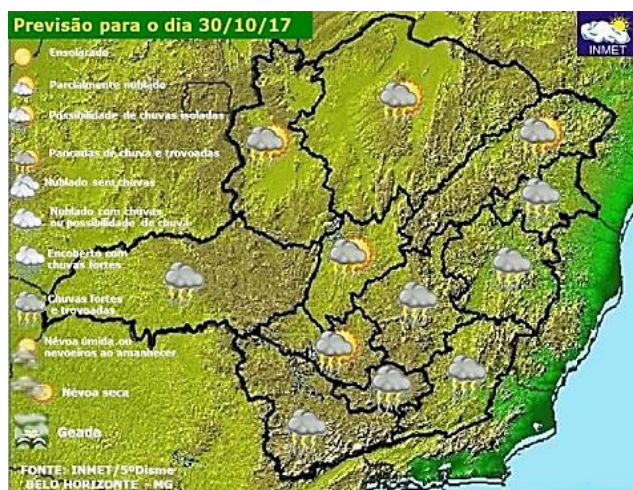 Previsão para o dia 30/10/17
INMET
Ensolarado
Parcialmente nublado
Possibilidade de chuvas isoladas
Pancadas de chuva e trovoadas
Nublado sem chuvas
Nublado com chuvas
ou possibilidade de chuva
Encoberto com
chuvas fortes
Chuvas fortes
e trovoadas
Névoa úmida ou
nevoeiros ao amanhecer
Névoa seca
Geada
FONTE: INMET/5ºDisme
BELO HORIZONTE - MG